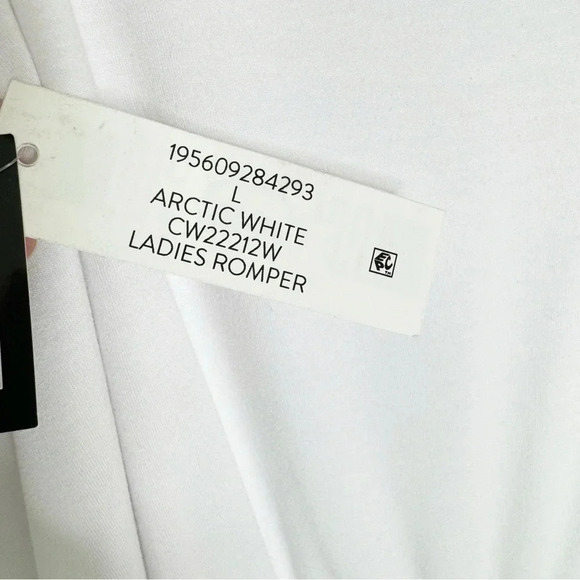 195609284293
L
ARCTIC WHITE
CW22212W
LADIES ROMPER